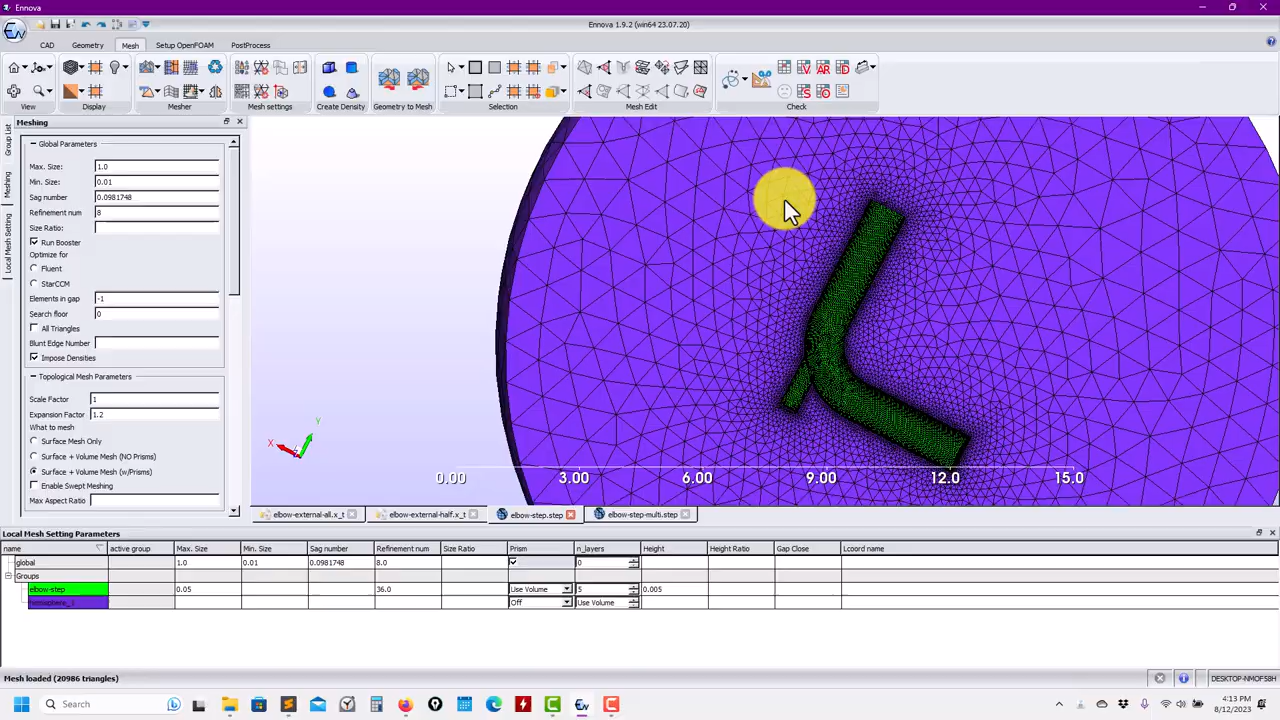 Ennova
Ennova 1.9.2 (win64 23.07.20)
CAD Geometry Mesh Setup OpenFOAM PostProcess
View Display Mesher Mesh settings Create Density Geometry to Mesh Selection Mesh Edit Check
Meshing
Group List
Meshing
Local Mesh Setting
Global Parameters
Max. Size: 1.0
Min. Size: 0.01
Sag number 0.0981748
Refinement num 8
Size Ratio:
Run Booster
Optimize for
Fluent
StarCCM
Elements in gap -1
Search floor 0
All Triangles
Blunt Edge Number
Impose Densities
Topological Mesh Parameters
Scale Factor 1
Expansion Factor 1.2
What to mesh
Surface Mesh Only
Surface + Volume Mesh (NO Prisms)
Surface + Volume Mesh (w/Prisms)
Enable Swept Meshing
Max Aspect Ratio
Y
X
0.00 3.00 6.00 9.00 12.0 15.0
elbow-external-all.x_t elbow-external-half.x_t elbow-step.step elbow-step-multi.step
Local Mesh Setting Parameters
name active group Max. Size Min. Size Sag number Refinement num Size Ratio Prism n_layers Height Height Ratio Gap Close Lcoord name
global 1.0 0.01 0.0981748 8.0 0
Groups
elbow-step 0.05 36.0 Use Volume 5 0.005
hemisphere_1 Off Use Volume
Mesh loaded (20986 triangles)
DESKTOP-NMOF58H
Search
13 PM
8/12/2023